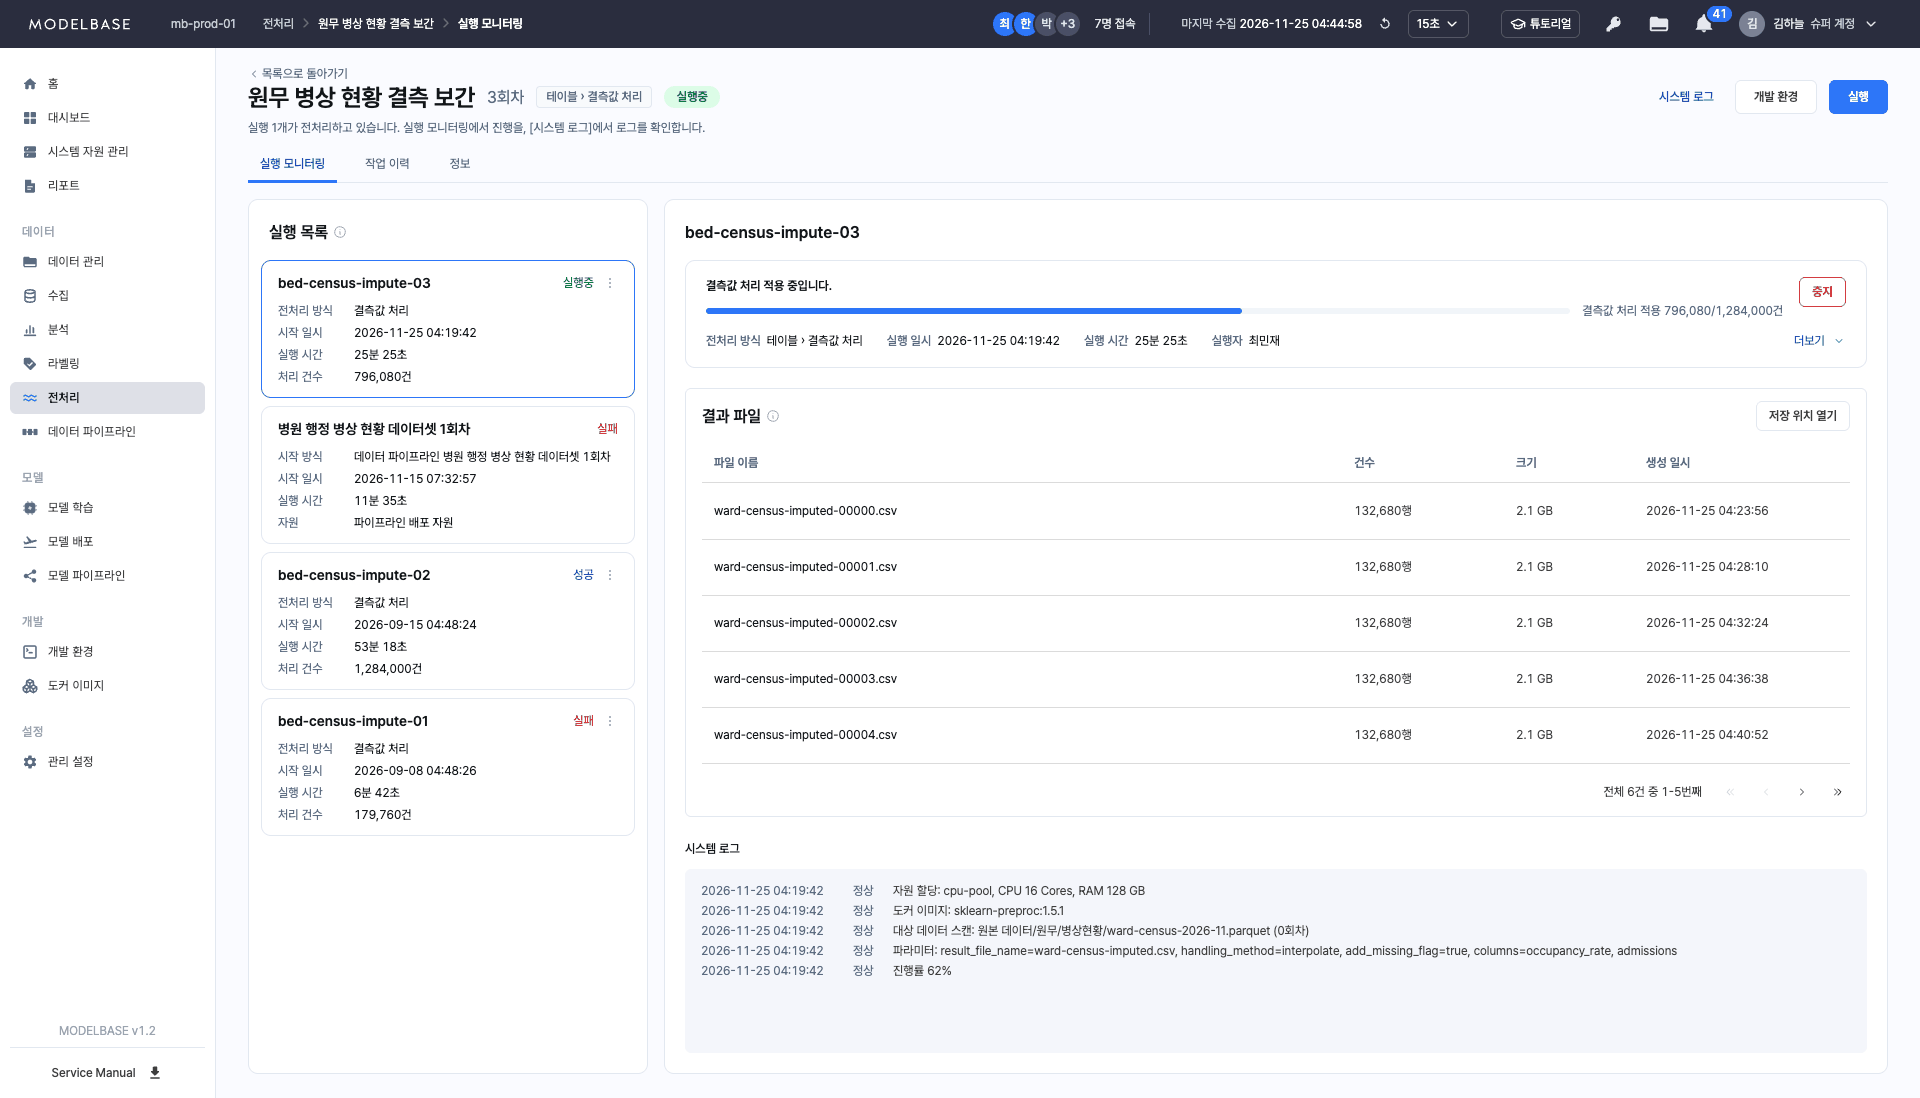 MODELBASE
mb-prod-01
전처리 > 원무 병상 현황 결측 보간 > 실행 모니터링
최 한 박 +3 7명 접속
마지막 수집 2026-11-25 04:44:58
15초
튜토리얼
41
김 김하늘 슈퍼 계정
홈
대시보드
시스템 자원 관리
리포트
데이터
데이터 관리
수집
분석
라벨링
전처리
데이터 파이프라인
모델
모델 학습
모델 배포
모델 파이프라인
개발
개발 환경
도커 이미지
설정
관리 설정
MODELBASE v1.2
Service Manual
목록으로 돌아가기
원무 병상 현황 결측 보간 3회차 테이블 › 결측값 처리 실행중
실행 1개가 전처리하고 있습니다. 실행 모니터링에서 진행을, [시스템 로그]에서 로그를 확인합니다.
시스템 로그 개발 환경 실행
실행 모니터링 작업 이력 정보
실행 목록
bed-census-impute-03 실행중
전처리 방식 결측값 처리
시작 일시 2026-11-25 04:19:42
실행 시간 25분 25초
처리 건수 796,080건
병원 행정 병상 현황 데이터셋 1회차 실패
시작 방식 데이터 파이프라인 병원 행정 병상 현황 데이터셋 1회차
시작 일시 2026-11-15 07:32:57
실행 시간 11분 35초
자원 파이프라인 배포 자원
bed-census-impute-02 성공
전처리 방식 결측값 처리
시작 일시 2026-09-15 04:48:24
실행 시간 53분 18초
처리 건수 1,284,000건
bed-census-impute-01 실패
전처리 방식 결측값 처리
시작 일시 2026-09-08 04:48:26
실행 시간 6분 42초
처리 건수 179,760건
bed-census-impute-03
결측값 처리 적용 중입니다.
결측값 처리 적용 796,080/1,284,000건
중지
전처리 방식 테이블 › 결측값 처리 실행 일시 2026-11-25 04:19:42 실행 시간 25분 25초 실행자 최민재
더보기
결과 파일
저장 위치 열기
파일 이름 건수 크기 생성 일시
ward-census-imputed-00000.csv 132,680행 2.1 GB 2026-11-25 04:23:56
ward-census-imputed-00001.csv 132,680행 2.1 GB 2026-11-25 04:28:10
ward-census-imputed-00002.csv 132,680행 2.1 GB 2026-11-25 04:32:24
ward-census-imputed-00003.csv 132,680행 2.1 GB 2026-11-25 04:36:38
ward-census-imputed-00004.csv 132,680행 2.1 GB 2026-11-25 04:40:52
전체 6건 중 1-5번째
시스템 로그
2026-11-25 04:19:42 정상 자원 할당: cpu-pool, CPU 16 Cores, RAM 128 GB
2026-11-25 04:19:42 정상 도커 이미지: sklearn-preproc:1.5.1
2026-11-25 04:19:42 정상 대상 데이터 스캔: 원본 데이터/원무/병상현황/ward-census-2026-11.parquet (0회차)
2026-11-25 04:19:42 정상 파라미터: result_file_name=ward-census-imputed.csv, handling_method=interpolate, add_missing_flag=true, columns=occupancy_rate, admissions
2026-11-25 04:19:42 정상 진행률 62%